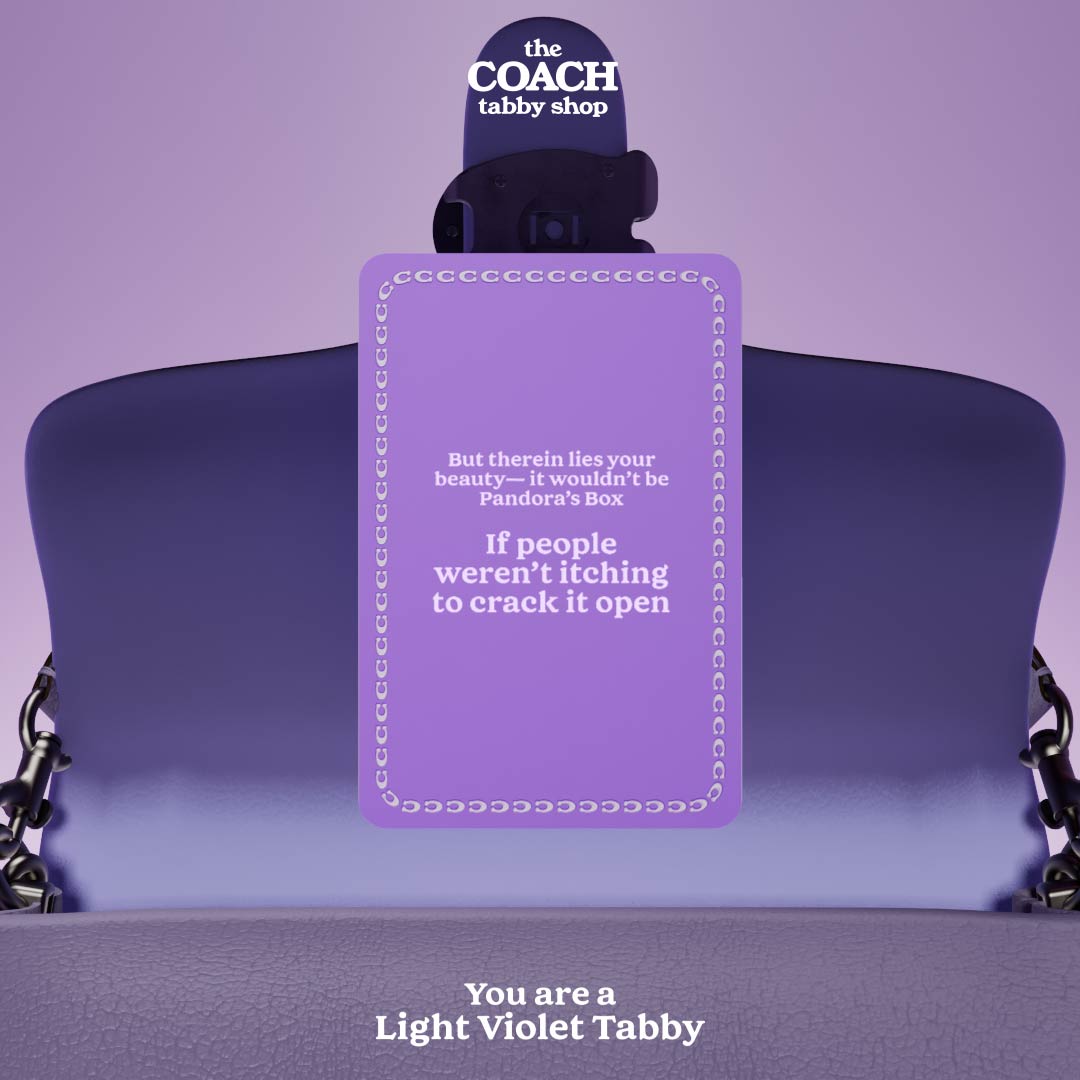 the
COACH
tabby shop
But therein lies your
beauty— it wouldn't be
Pandora's Box
If people
weren't itching
to crack it open
You are a
Light Violet Tabby